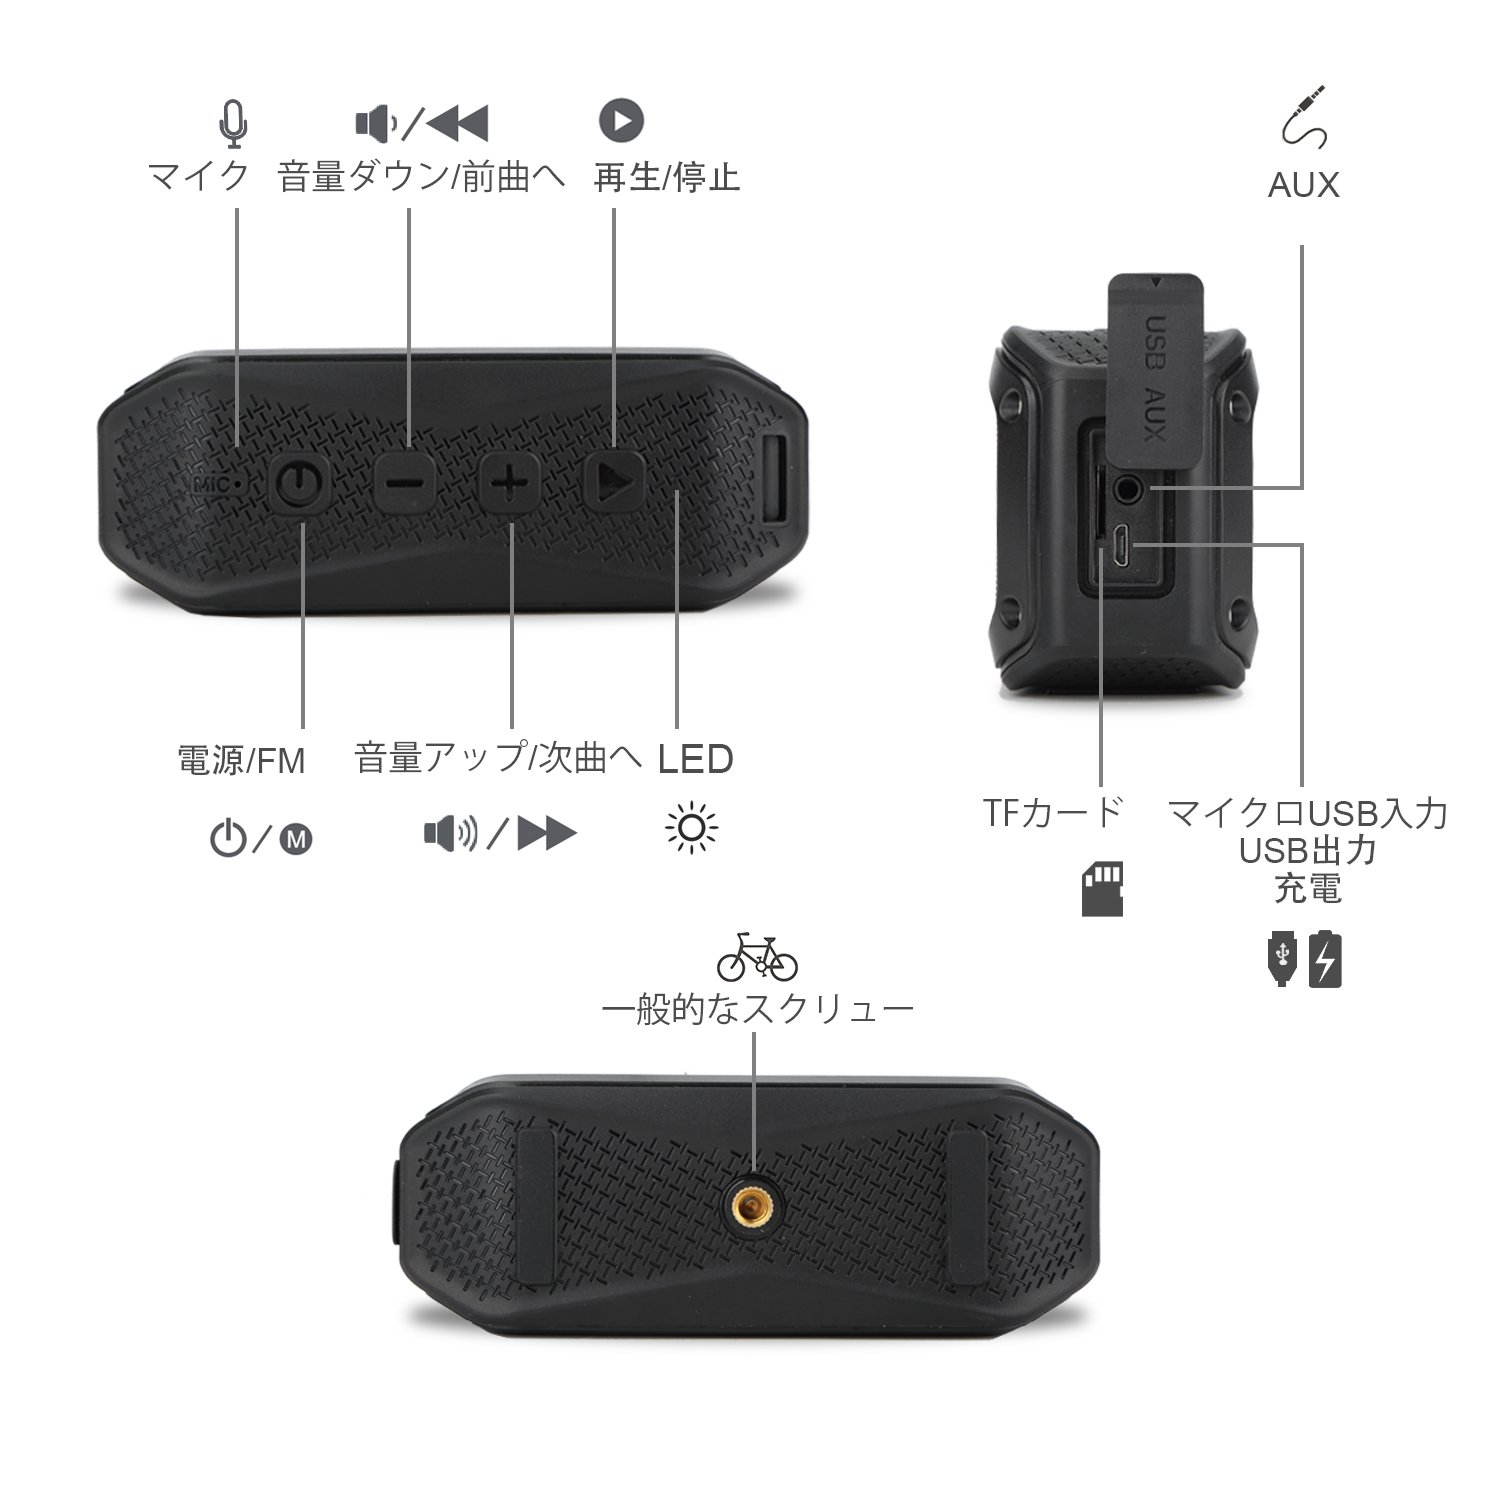 マイク
音量ダウン/前曲へ
再生/停止
AUX
USB AUX
MIC
電源/FM
音量アップ/次曲へ
LED
M
TFカード
マイクロUSB入力
USB出力
充電
一般的なスクリュー